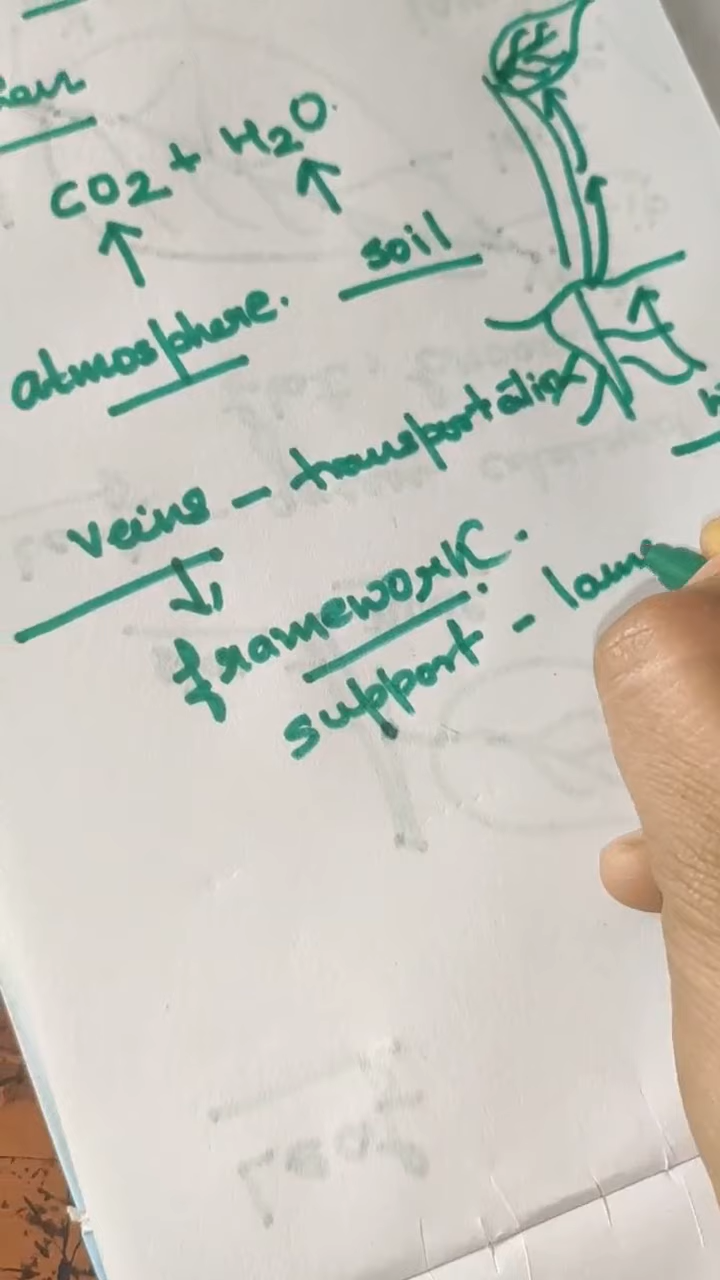 CO2 + H2O.
atmosphere. soil
veins - transportation
framework.
support - lam